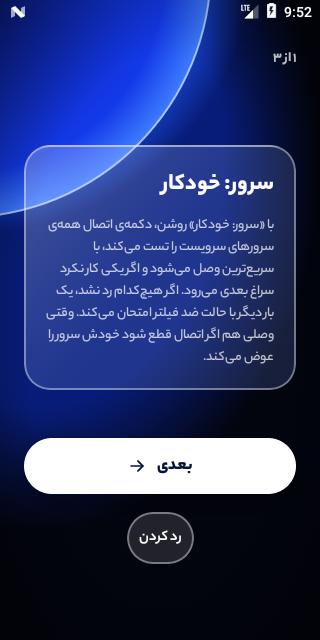 LTE 9:52
۱ از ۳
سرور: خودکار
با «سرور: خودکار» روشن، دکمه‌ی اتصال همه‌ی
سرورهای سرویست را تست می‌کند، با
سریع‌ترین وصل می‌شود و اگر یکی کار نکرد
سراغ بعدی می‌رود. اگر هیچ‌کدام رد نشد، یک
بار دیگر با حالت ضد فیلتر امتحان می‌کند. وقتی
وصلی هم اگر اتصال قطع شود خودش سرور را
عوض می‌کند.
بعدی
رد کردن